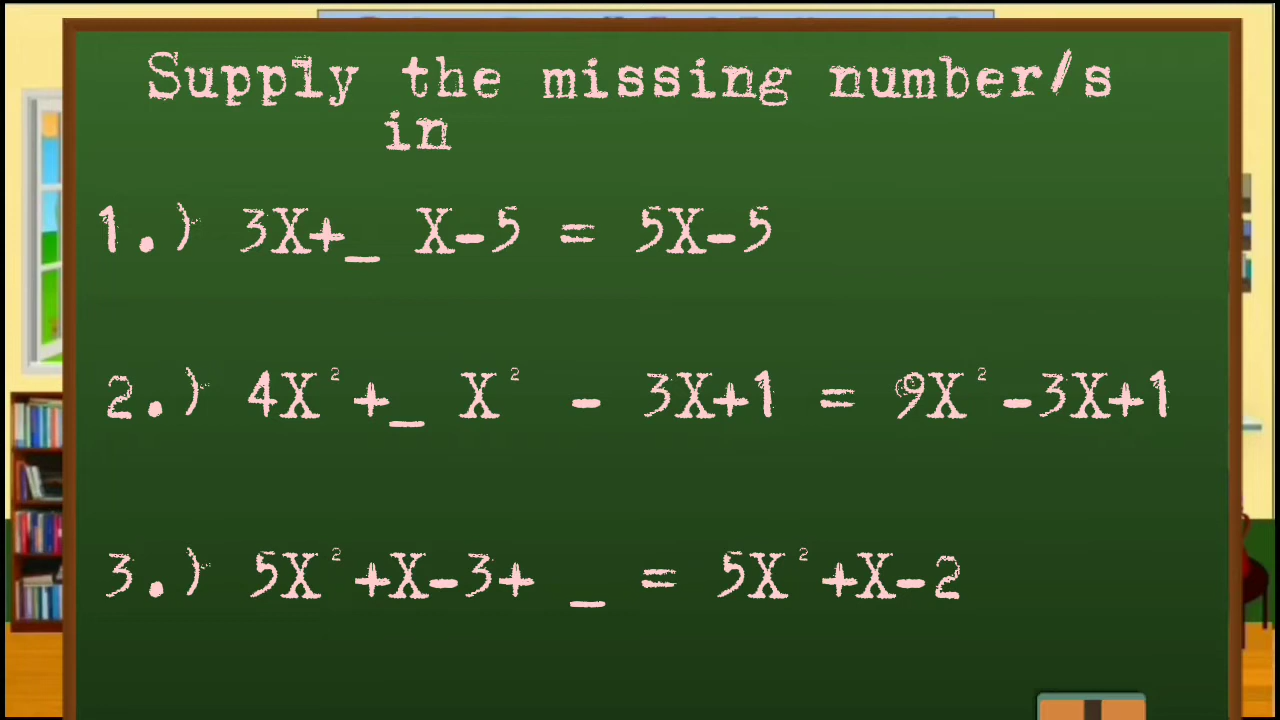 Supply the missing number/s
in
1.) 3X+_ X-5 = 5X-5
2.) 4X²+_ X² - 3X+1 = 9X²-3X+1
3.) 5X²+X-3+ _ = 5X²+X-2